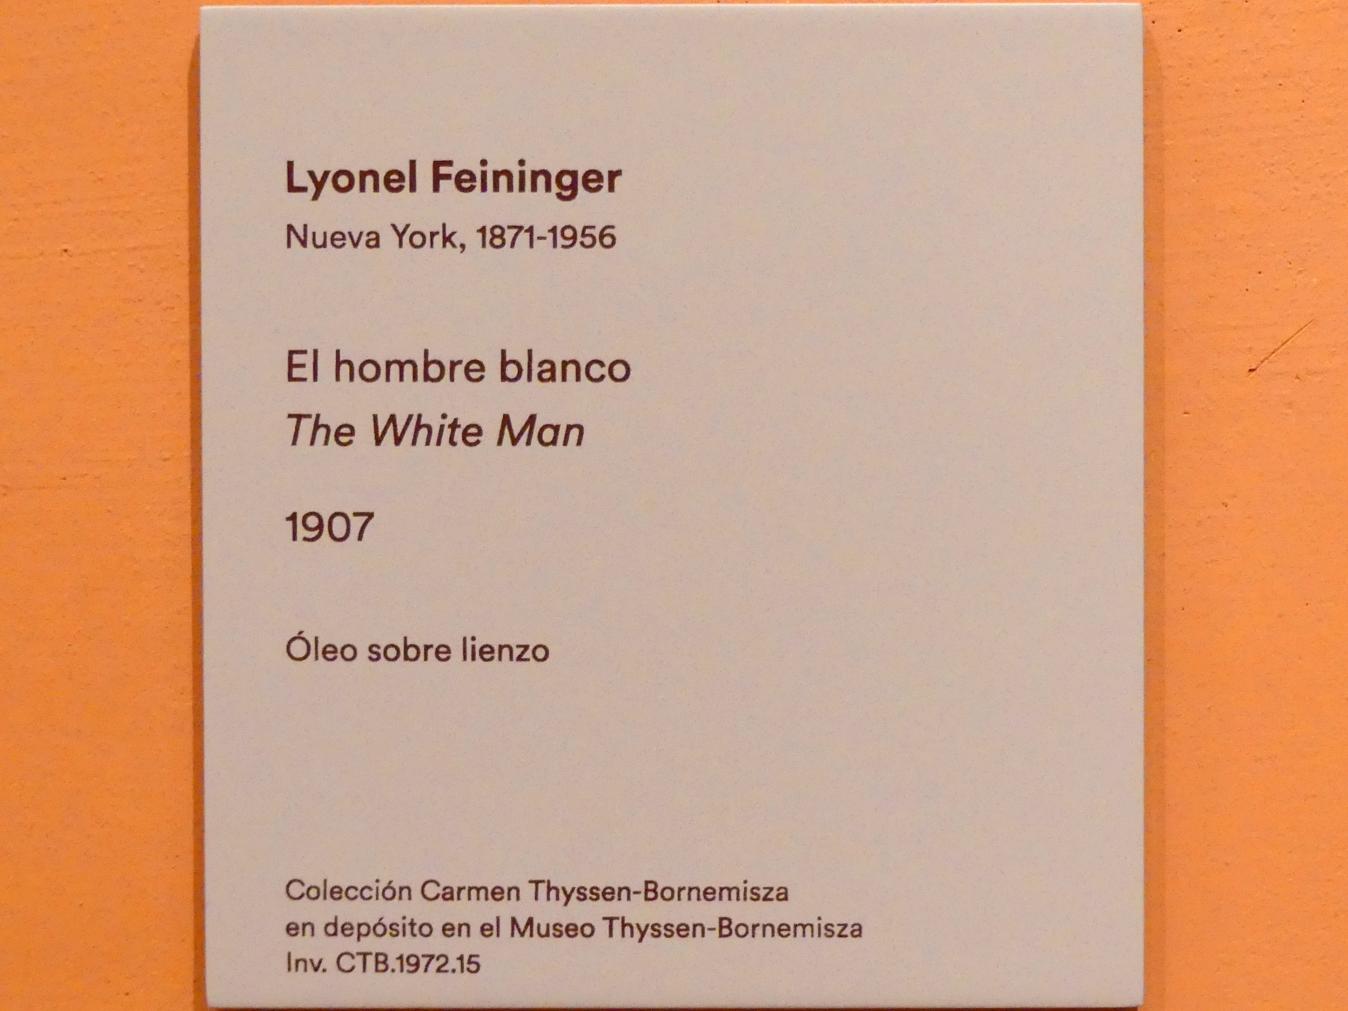 Lyonel Feininger
Nueva York, 1871-1956
El hombre blanco
The White Man
1907
Óleo sobre lienzo
Colección Carmen Thyssen-Bornemisza
en depósito en el Museo Thyssen-Bornemisza
Inv. CTB.1972.15